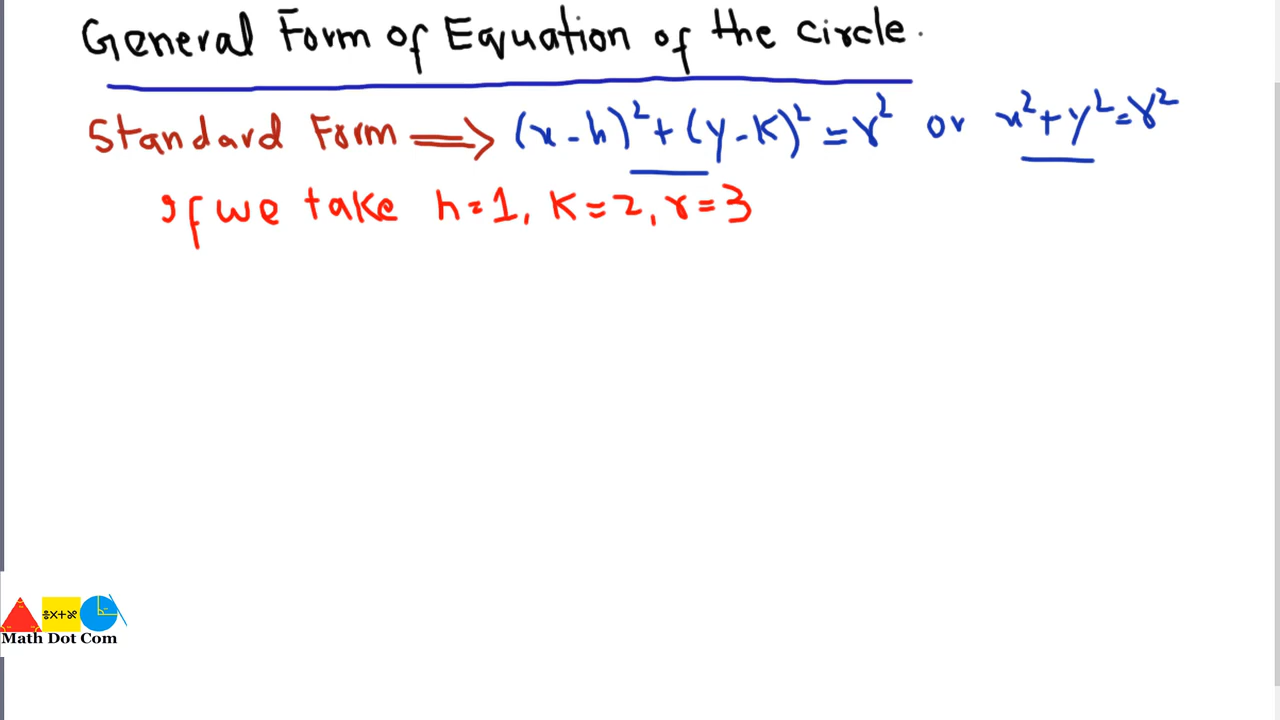 General Form of Equation of the circle.
Standard Form ⟹ (x-h)²+(y-k)²=r² or x²+y²=r²
If we take h=1, k=2, r=3
÷x+
Math Dot Com